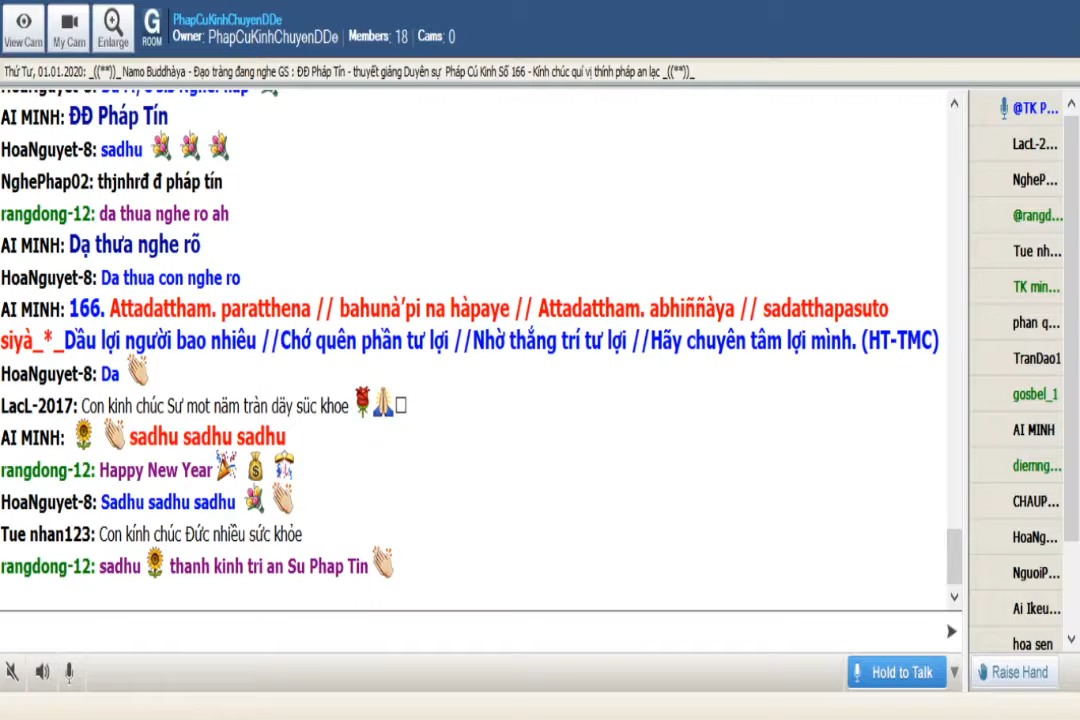 PhapCuKinhChuyenDDe
Owner: PhapCuKinhChuyenDDe Members: 18 Cams: 0
View Cam My Cam Enlarge G ROOM
Thứ Tư, 01.01.2020: _((**))_ Namo Buddhàya - Đạo tràng đang nghe GS : ĐĐ Pháp Tín - thuyết giảng Duyên sự Pháp Cú Kinh Số 166 - Kính chúc quí vị thính pháp an lạc _((**))_
AI MINH: ĐĐ Pháp Tín
HoaNguyet-8: sadhu
NghePhap02: thjnhrđ đ pháp tín
rangdong-12: da thua nghe ro ah
AI MINH: Dạ thưa nghe rõ
HoaNguyet-8: Da thua con nghe ro
AI MINH: 166. Attadattham. paratthena // bahunà’pi na hàpaye // Attadattham. abhiññàya // sadatthapasuto
siyà_*_Dầu lợi người bao nhiêu //Chớ quên phần tư lợi //Nhờ thắng trí tư lợi //Hãy chuyên tâm lợi mình. (HT-TMC)
HoaNguyet-8: Da
LacL-2017: Con kinh chúc Sư mot näm tràn däy süc khoe
AI MINH: sadhu sadhu sadhu
rangdong-12: Happy New Year
HoaNguyet-8: Sadhu sadhu sadhu
Tue nhan123: Con kính chúc Đức nhiều sức khỏe
rangdong-12: sadhu thanh kinh tri an Su Phap Tin
Hold to Talk
@TK P...
LacL-2...
NgheP...
@rangd...
Tue nh...
TK min...
phan q...
TranDao1
gosbel_1
AI MINH
diemng...
CHAUP...
HoaNg...
NguoiP...
Ai Ikeu...
hoa sen
Raise Hand